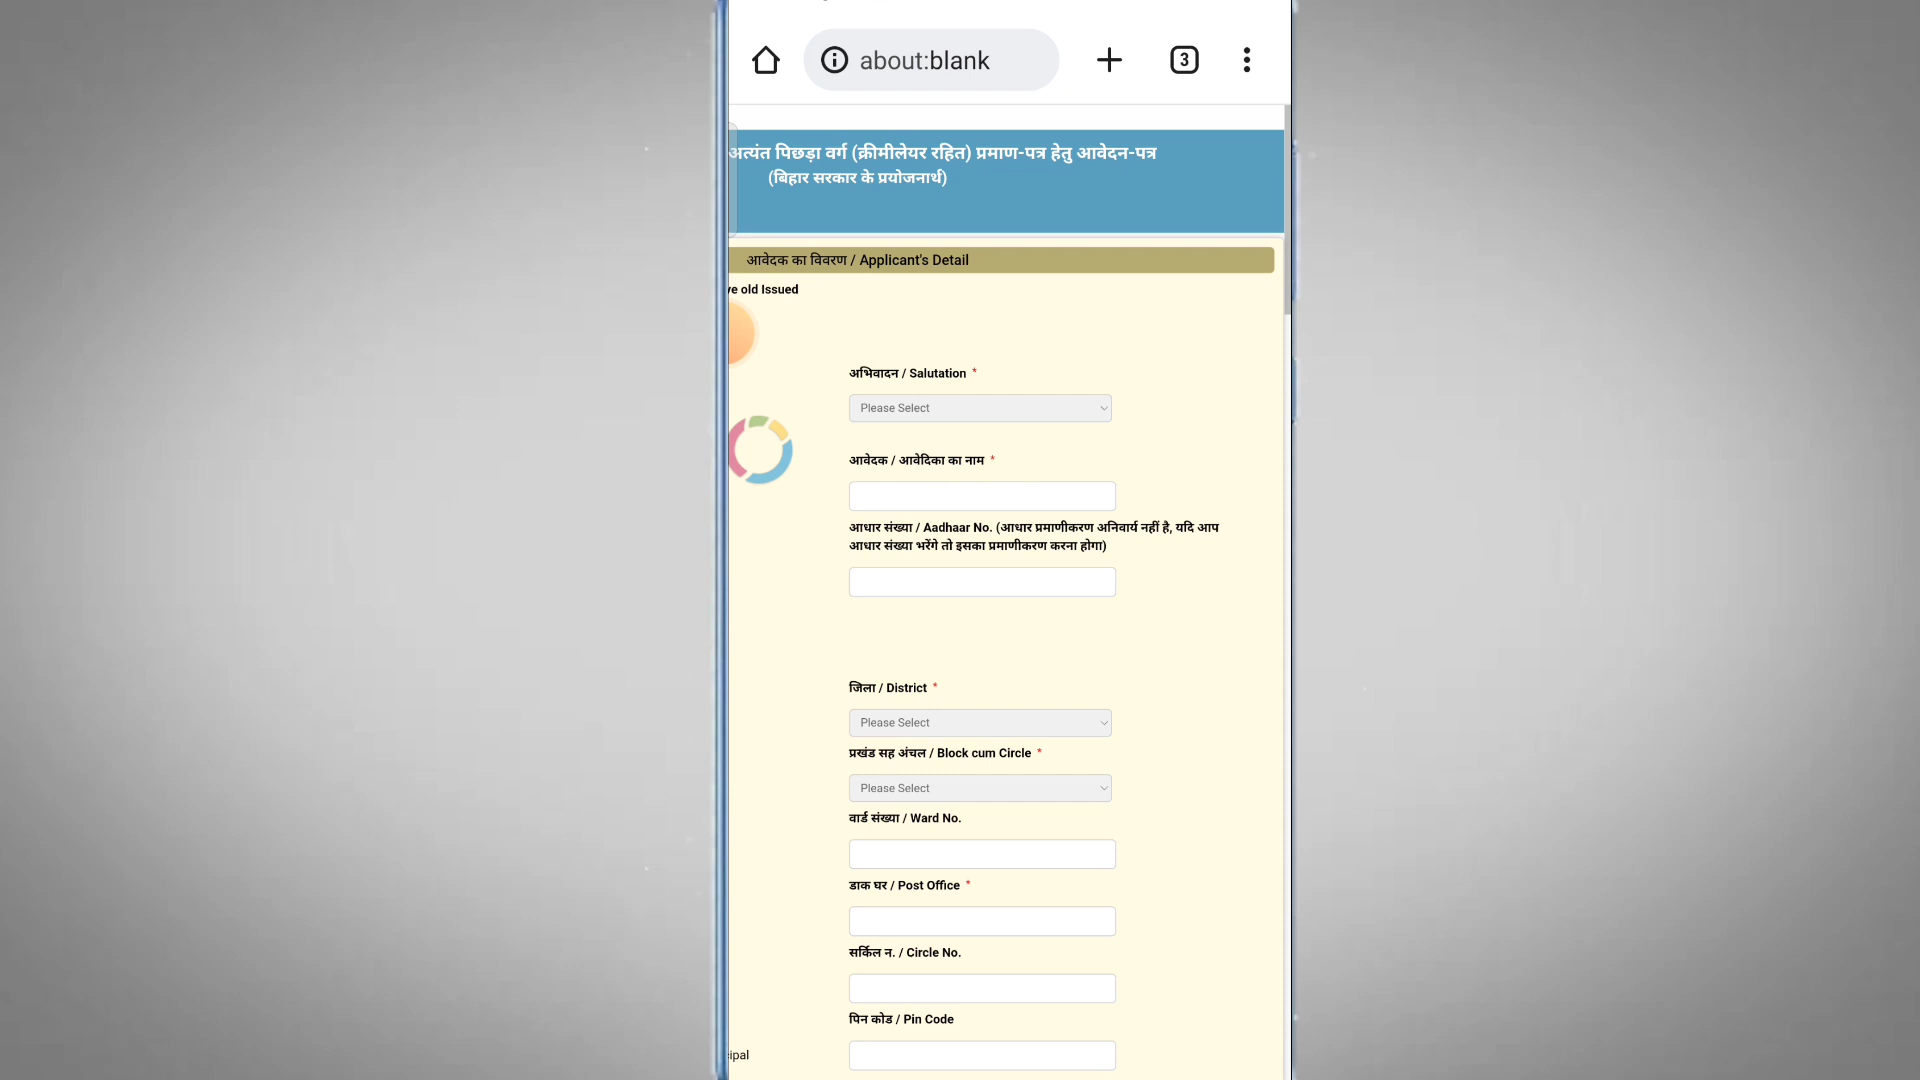 about:blank
3
अत्यंत पिछड़ा वर्ग (क्रीमीलेयर रहित) प्रमाण-पत्र हेतु आवेदन-पत्र
(बिहार सरकार के प्रयोजनार्थ)
आवेदक का विवरण / Applicant's Detail
ve old Issued
अभिवादन / Salutation *
Please Select
आवेदक / आवेदिका का नाम *
आधार संख्या / Aadhaar No. (आधार प्रमाणीकरण अनिवार्य नहीं है, यदि आप
आधार संख्या भरेंगे तो इसका प्रमाणीकरण करना होगा)
जिला / District *
Please Select
प्रखंड सह अंचल / Block cum Circle *
Please Select
वार्ड संख्या / Ward No.
डाक घर / Post Office *
सर्किल न. / Circle No.
पिन कोड / Pin Code
ipal